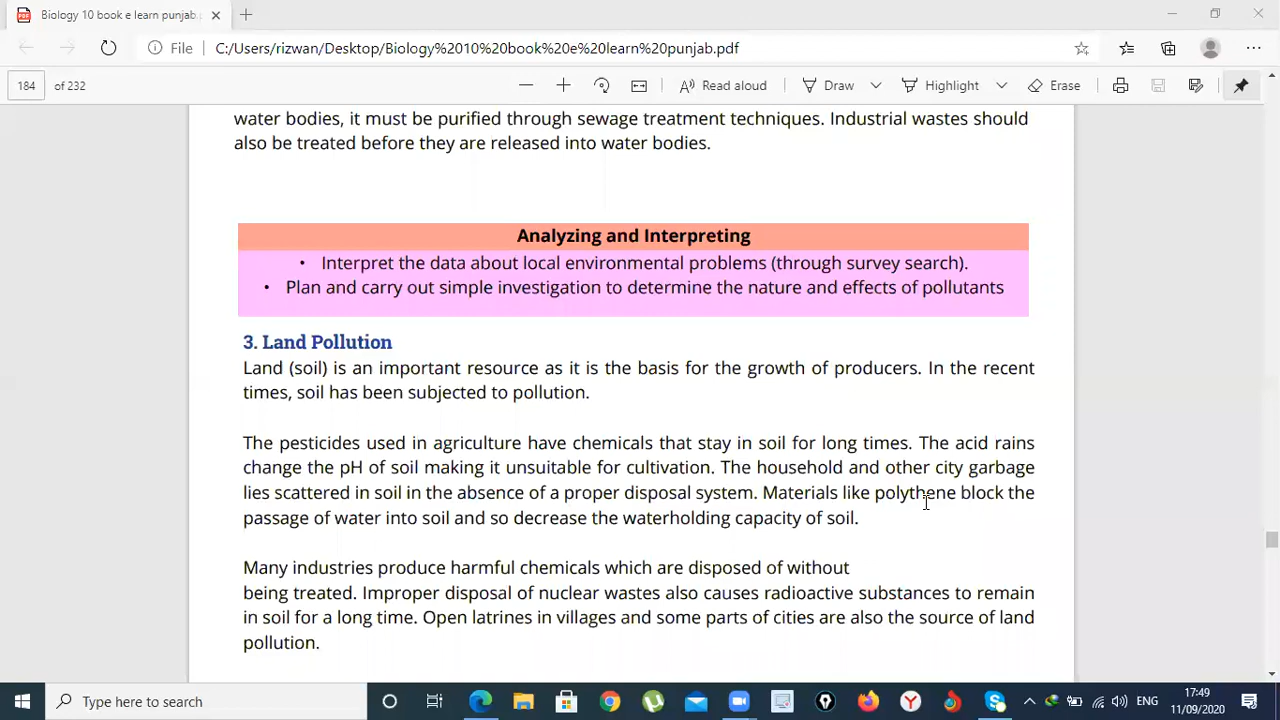 Biology 10 book e learn punjab.
File C:/Users/rizwan/Desktop/Biology%2010%20book%20e%20learn%20punjab.pdf
184 of 232 Read aloud Draw Highlight Erase
water bodies, it must be purified through sewage treatment techniques. Industrial wastes should
also be treated before they are released into water bodies.
Analyzing and Interpreting
• Interpret the data about local environmental problems (through survey search).
• Plan and carry out simple investigation to determine the nature and effects of pollutants
3. Land Pollution
Land (soil) is an important resource as it is the basis for the growth of producers. In the recent
times, soil has been subjected to pollution.
The pesticides used in agriculture have chemicals that stay in soil for long times. The acid rains
change the pH of soil making it unsuitable for cultivation. The household and other city garbage
lies scattered in soil in the absence of a proper disposal system. Materials like polythene block the
passage of water into soil and so decrease the waterholding capacity of soil.
Many industries produce harmful chemicals which are disposed of without
being treated. Improper disposal of nuclear wastes also causes radioactive substances to remain
in soil for a long time. Open latrines in villages and some parts of cities are also the source of land
pollution.
Type here to search
ENG
17:49
11/09/2020